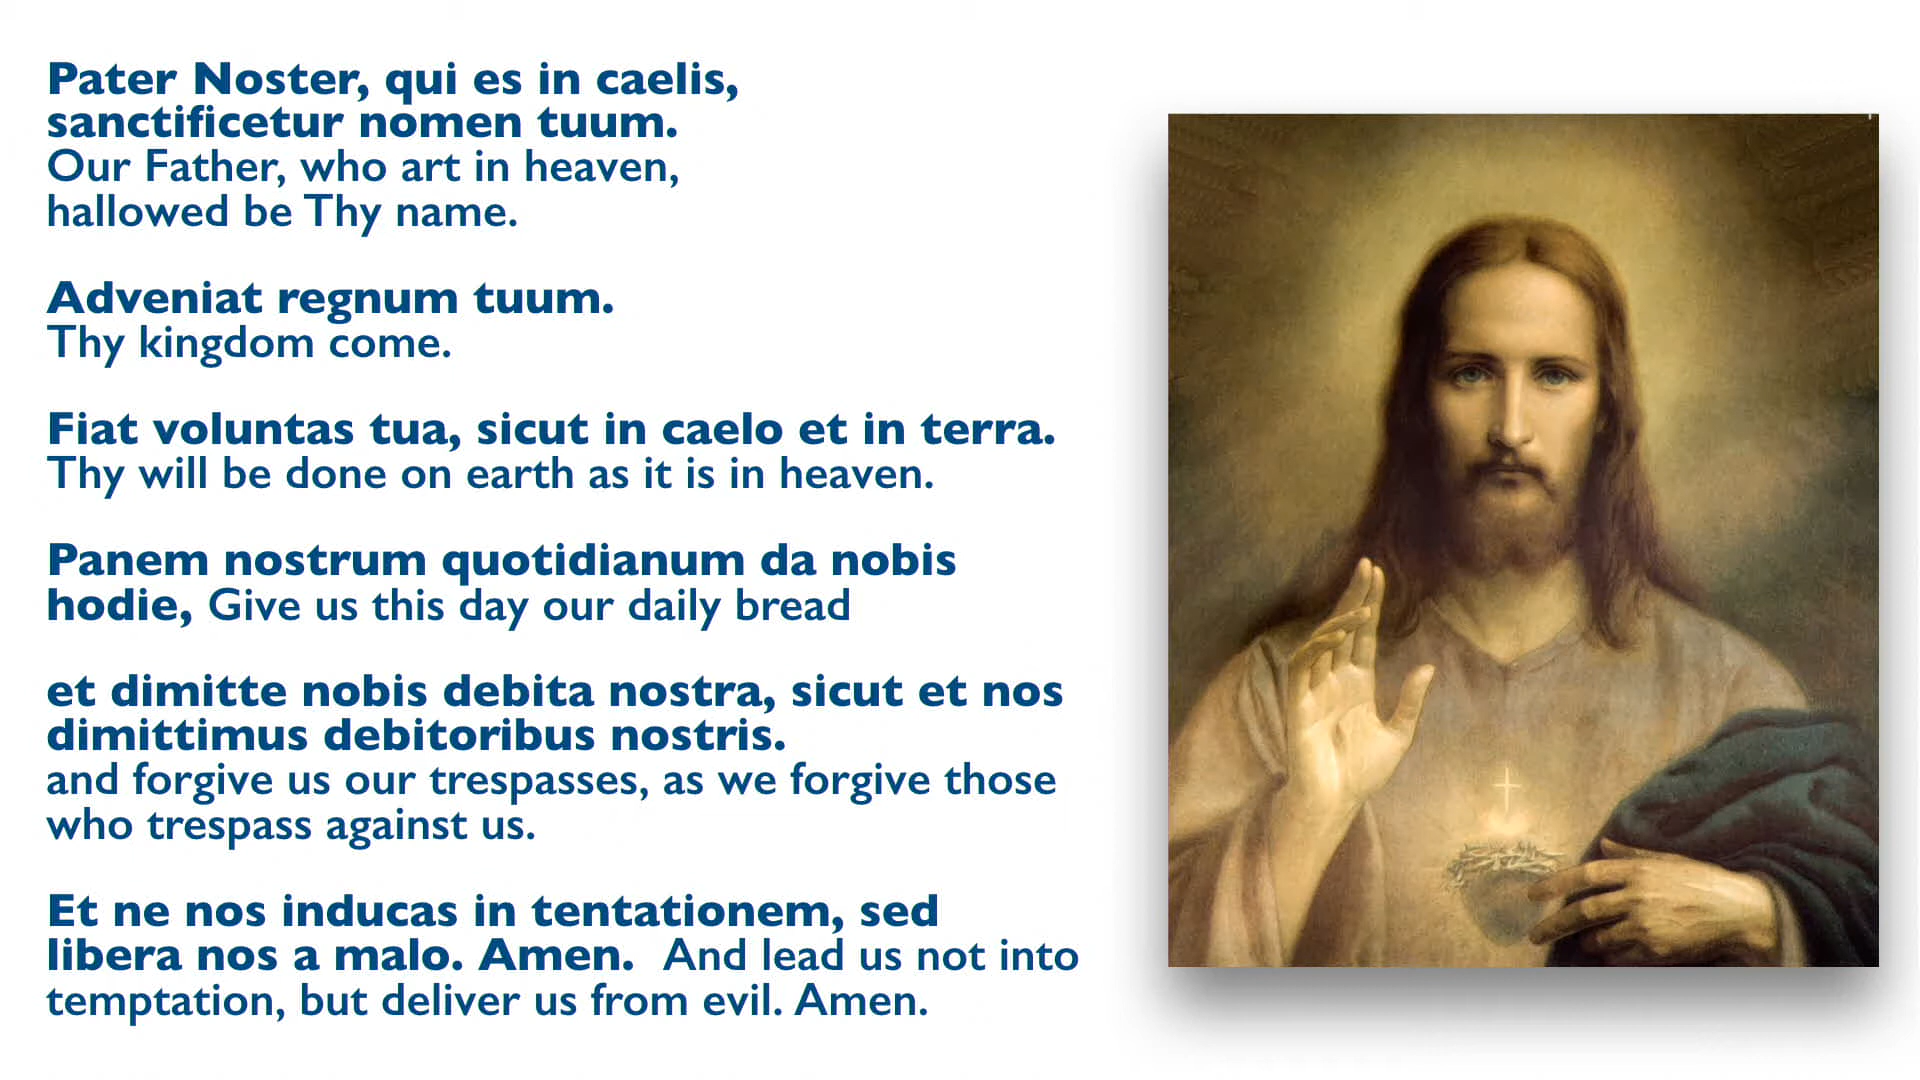 Pater Noster, qui es in caelis,
sanctificetur nomen tuum.
Our Father, who art in heaven,
hallowed be Thy name.
Adveniat regnum tuum.
Thy kingdom come.
Fiat voluntas tua, sicut in caelo et in terra.
Thy will be done on earth as it is in heaven.
Panem nostrum quotidianum da nobis
hodie, Give us this day our daily bread
et dimitte nobis debita nostra, sicut et nos
dimittimus debitoribus nostris.
and forgive us our trespasses, as we forgive those
who trespass against us.
Et ne nos inducas in tentationem, sed
libera nos a malo. Amen.  And lead us not into
temptation, but deliver us from evil. Amen.